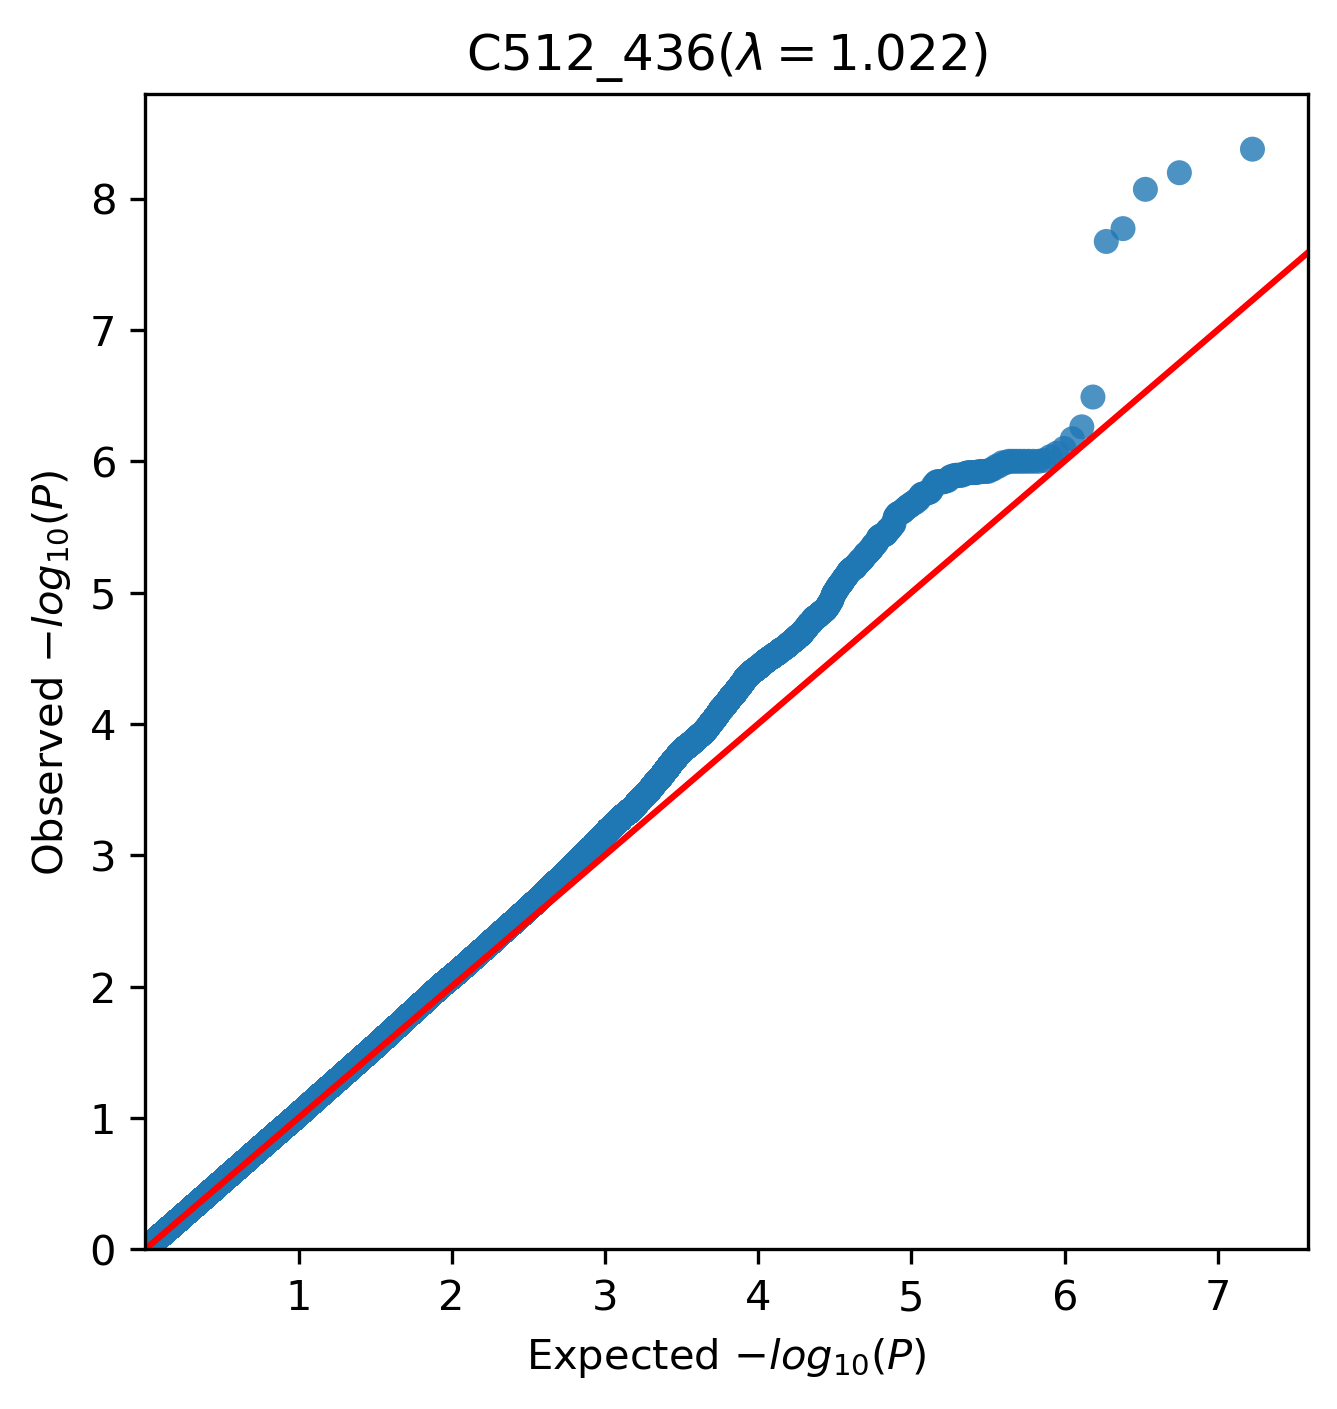 C512_436(λ = 1.022)
Observed −log10(P)
8
7
6
5
4
3
2
1
0
1 2 3 4 5 6 7
Expected −log10(P)